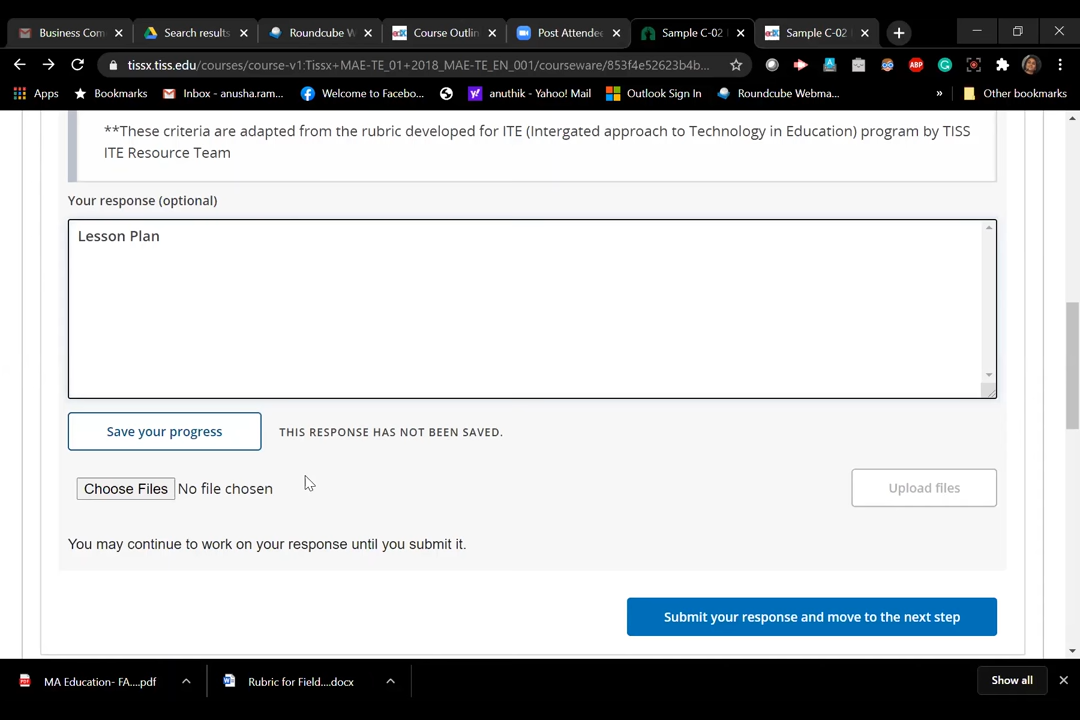 Business Com
Search results
Roundcube W
Course Outlin
Post Attendee
Sample C-02
Sample C-02
tissx.tiss.edu/courses/course-v1:Tissx+MAE-TE_01+2018_MAE-TE_EN_001/courseware/853f4e52623b4b...
Apps
Bookmarks
Inbox - anusha.ram...
Welcome to Facebo...
anuthik - Yahoo! Mail
Outlook Sign In
Roundcube Webma...
»
Other bookmarks
**These criteria are adapted from the rubric developed for ITE (Intergated approach to Technology in Education) program by TISS
ITE Resource Team
Your response (optional)
Lesson Plan
Save your progress
THIS RESPONSE HAS NOT BEEN SAVED.
Choose Files No file chosen
Upload files
You may continue to work on your response until you submit it.
Submit your response and move to the next step
MA Education- FA....pdf
Rubric for Field....docx
Show all